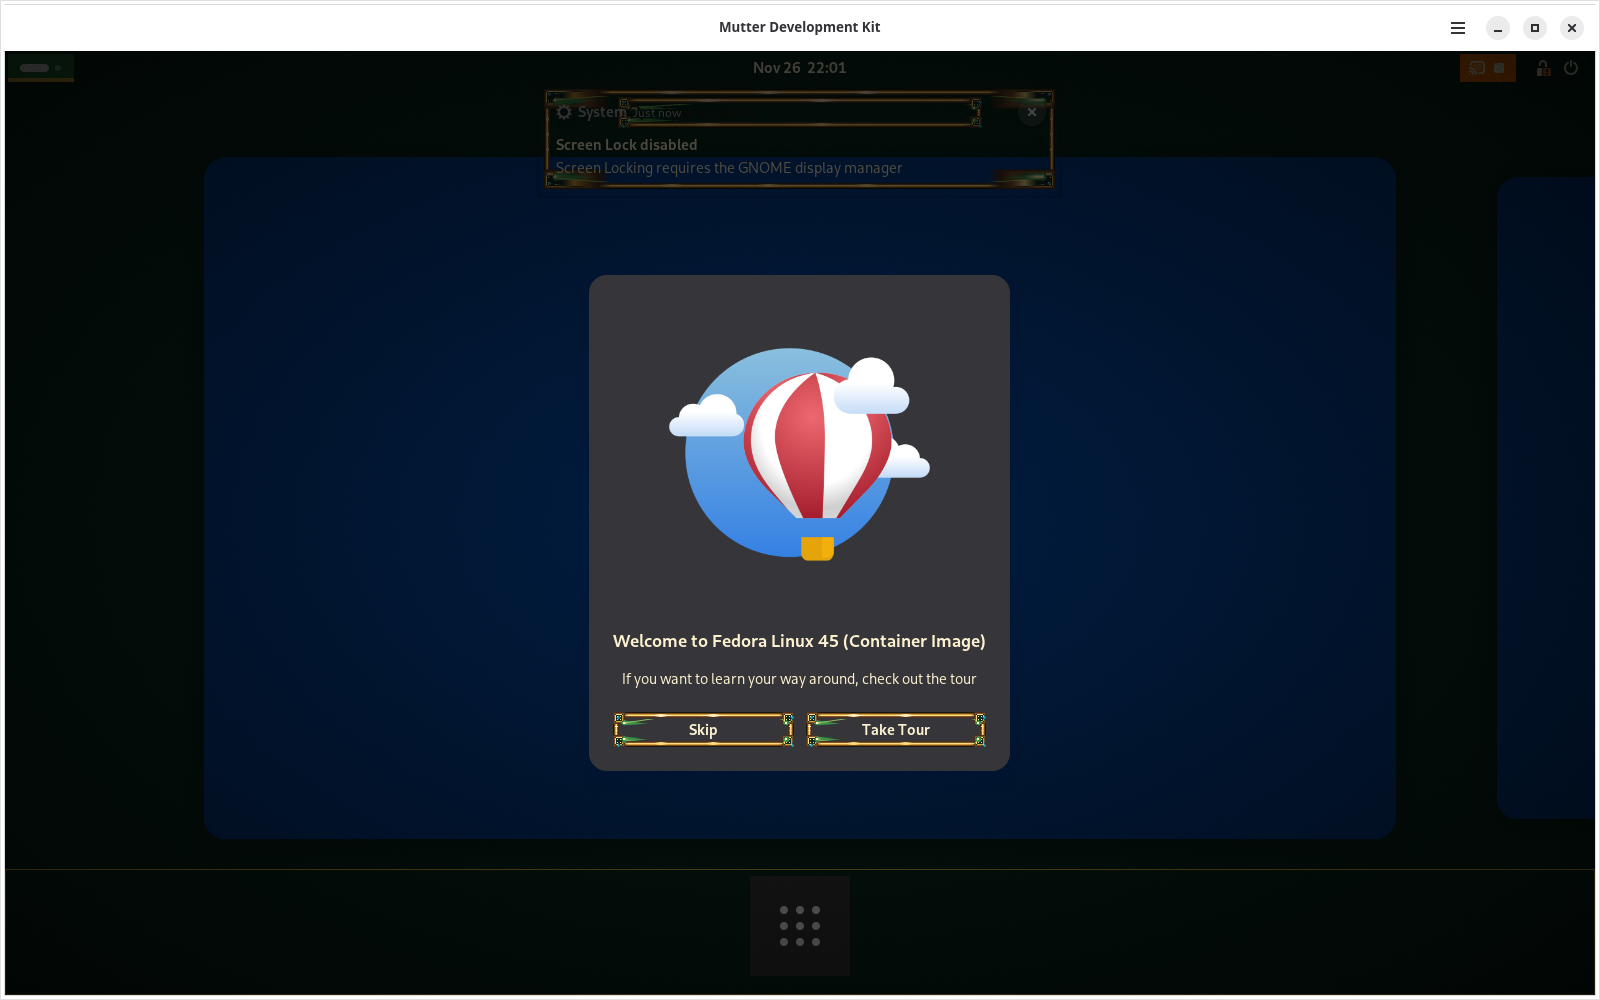 Mutter Development Kit
Nov 26 22:01
System Just now
Screen Lock disabled
Screen Locking requires the GNOME display manager
Welcome to Fedora Linux 45 (Container Image)
If you want to learn your way around, check out the tour
Skip
Take Tour